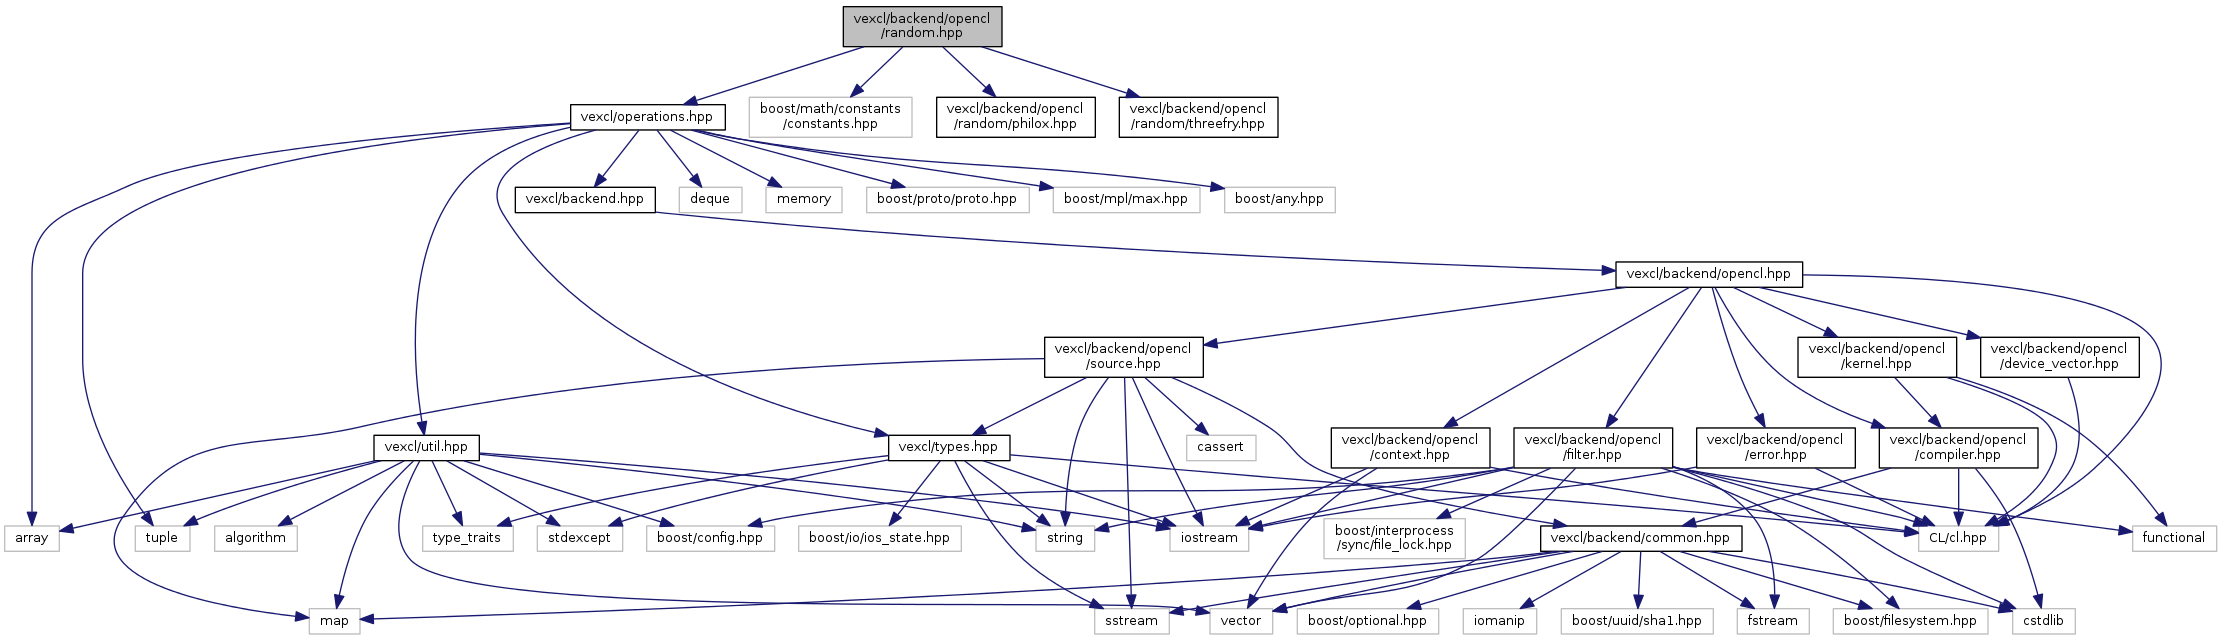 vexcl/backend/opencl
/random.hpp
vexcl/operations.hpp
boost/math/constants
/constants.hpp
vexcl/backend/opencl
/random/philox.hpp
vexcl/backend/opencl
/random/threefry.hpp
vexcl/backend.hpp
deque
memory
boost/proto/proto.hpp
boost/mpl/max.hpp
boost/any.hpp
vexcl/backend/opencl.hpp
vexcl/backend/opencl
/source.hpp
vexcl/backend/opencl
/kernel.hpp
vexcl/backend/opencl
/device_vector.hpp
vexcl/util.hpp
vexcl/types.hpp
cassert
vexcl/backend/opencl
/context.hpp
vexcl/backend/opencl
/filter.hpp
vexcl/backend/opencl
/error.hpp
vexcl/backend/opencl
/compiler.hpp
array
tuple
algorithm
type_traits
stdexcept
boost/config.hpp
boost/io/ios_state.hpp
string
iostream
boost/interprocess
/sync/file_lock.hpp
vexcl/backend/common.hpp
CL/cl.hpp
functional
map
sstream
vector
boost/optional.hpp
iomanip
boost/uuid/sha1.hpp
fstream
boost/filesystem.hpp
cstdlib